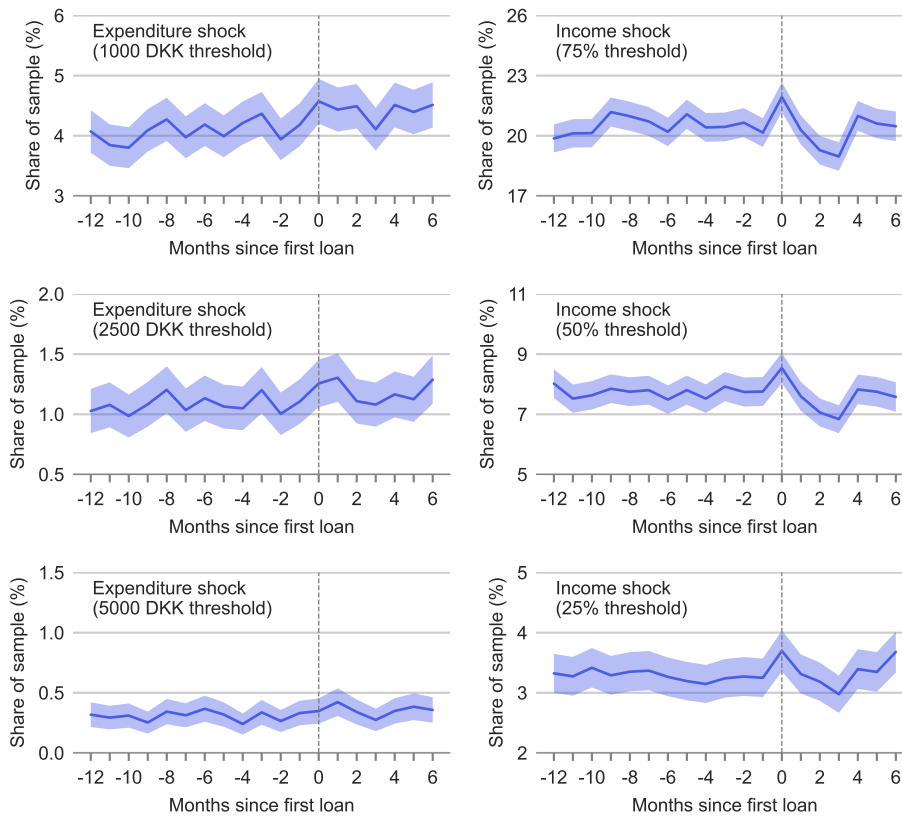 Expenditure shock
(1000 DKK threshold)
Share of sample (%)
6
5
4
3
-12 -10 -8 -6 -4 -2 0 2 4 6
Months since first loan
Income shock
(75% threshold)
Share of sample (%)
26
23
20
17
-12 -10 -8 -6 -4 -2 0 2 4 6
Months since first loan
Expenditure shock
(2500 DKK threshold)
Share of sample (%)
2.0
1.5
1.0
0.5
-12 -10 -8 -6 -4 -2 0 2 4 6
Months since first loan
Income shock
(50% threshold)
Share of sample (%)
11
9
7
5
-12 -10 -8 -6 -4 -2 0 2 4 6
Months since first loan
Expenditure shock
(5000 DKK threshold)
Share of sample (%)
1.5
1.0
0.5
0.0
-12 -10 -8 -6 -4 -2 0 2 4 6
Months since first loan
Income shock
(25% threshold)
Share of sample (%)
5
4
3
2
-12 -10 -8 -6 -4 -2 0 2 4 6
Months since first loan